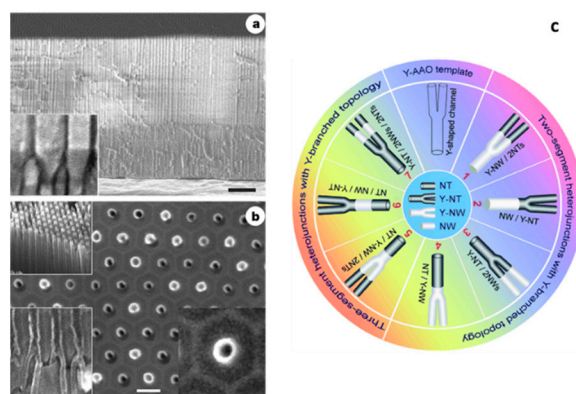 a
b
c
Y-AAO template
Y-shaped channel
Two-segment heterojunctions with Y-branched topology
Three-segment heterojunctions with Y-branched topology
1
Y-NW / 2NTs
2
NW / Y-NT
3
Y-NT / 2NWs
4
NT / Y-NW
5
NT / Y-NW / 2NTs
6
NT / NW / Y-NT
7
Y-NT / 2NWs / 2NTs
NT
Y-NT
Y-NW
NW